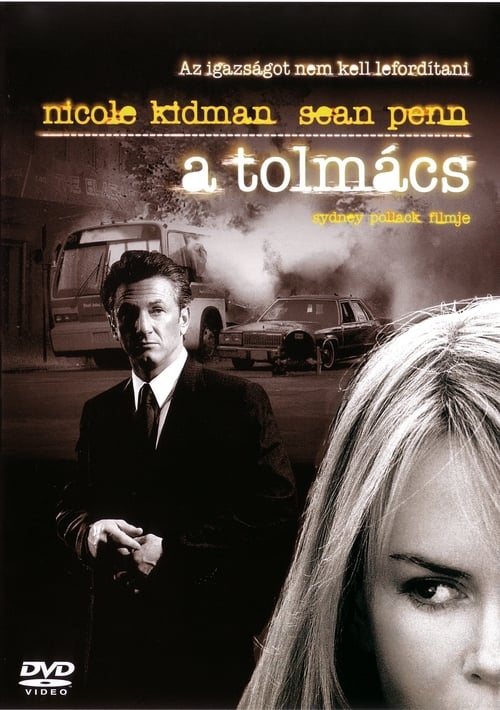 Az igazságot nem kell lefordítani
nicole kidman sean penn
a tolmács
sydney pollack filmje
DVD
VIDEO